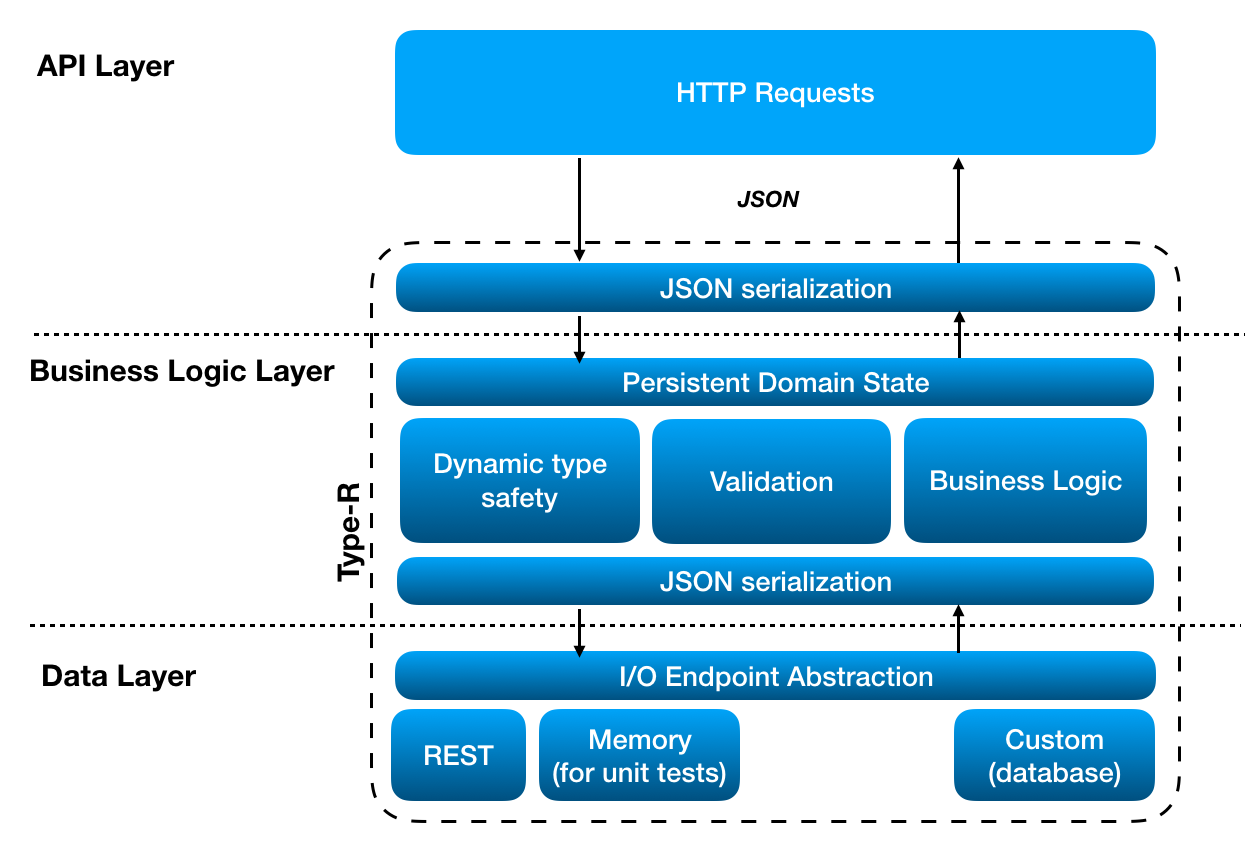 API Layer
HTTP Requests
JSON
JSON serialization
Business Logic Layer
Persistent Domain State
Dynamic type
safety
Validation
Business Logic
Type-R
JSON serialization
Data Layer
I/O Endpoint Abstraction
REST
Memory
(for unit tests)
Custom
(database)